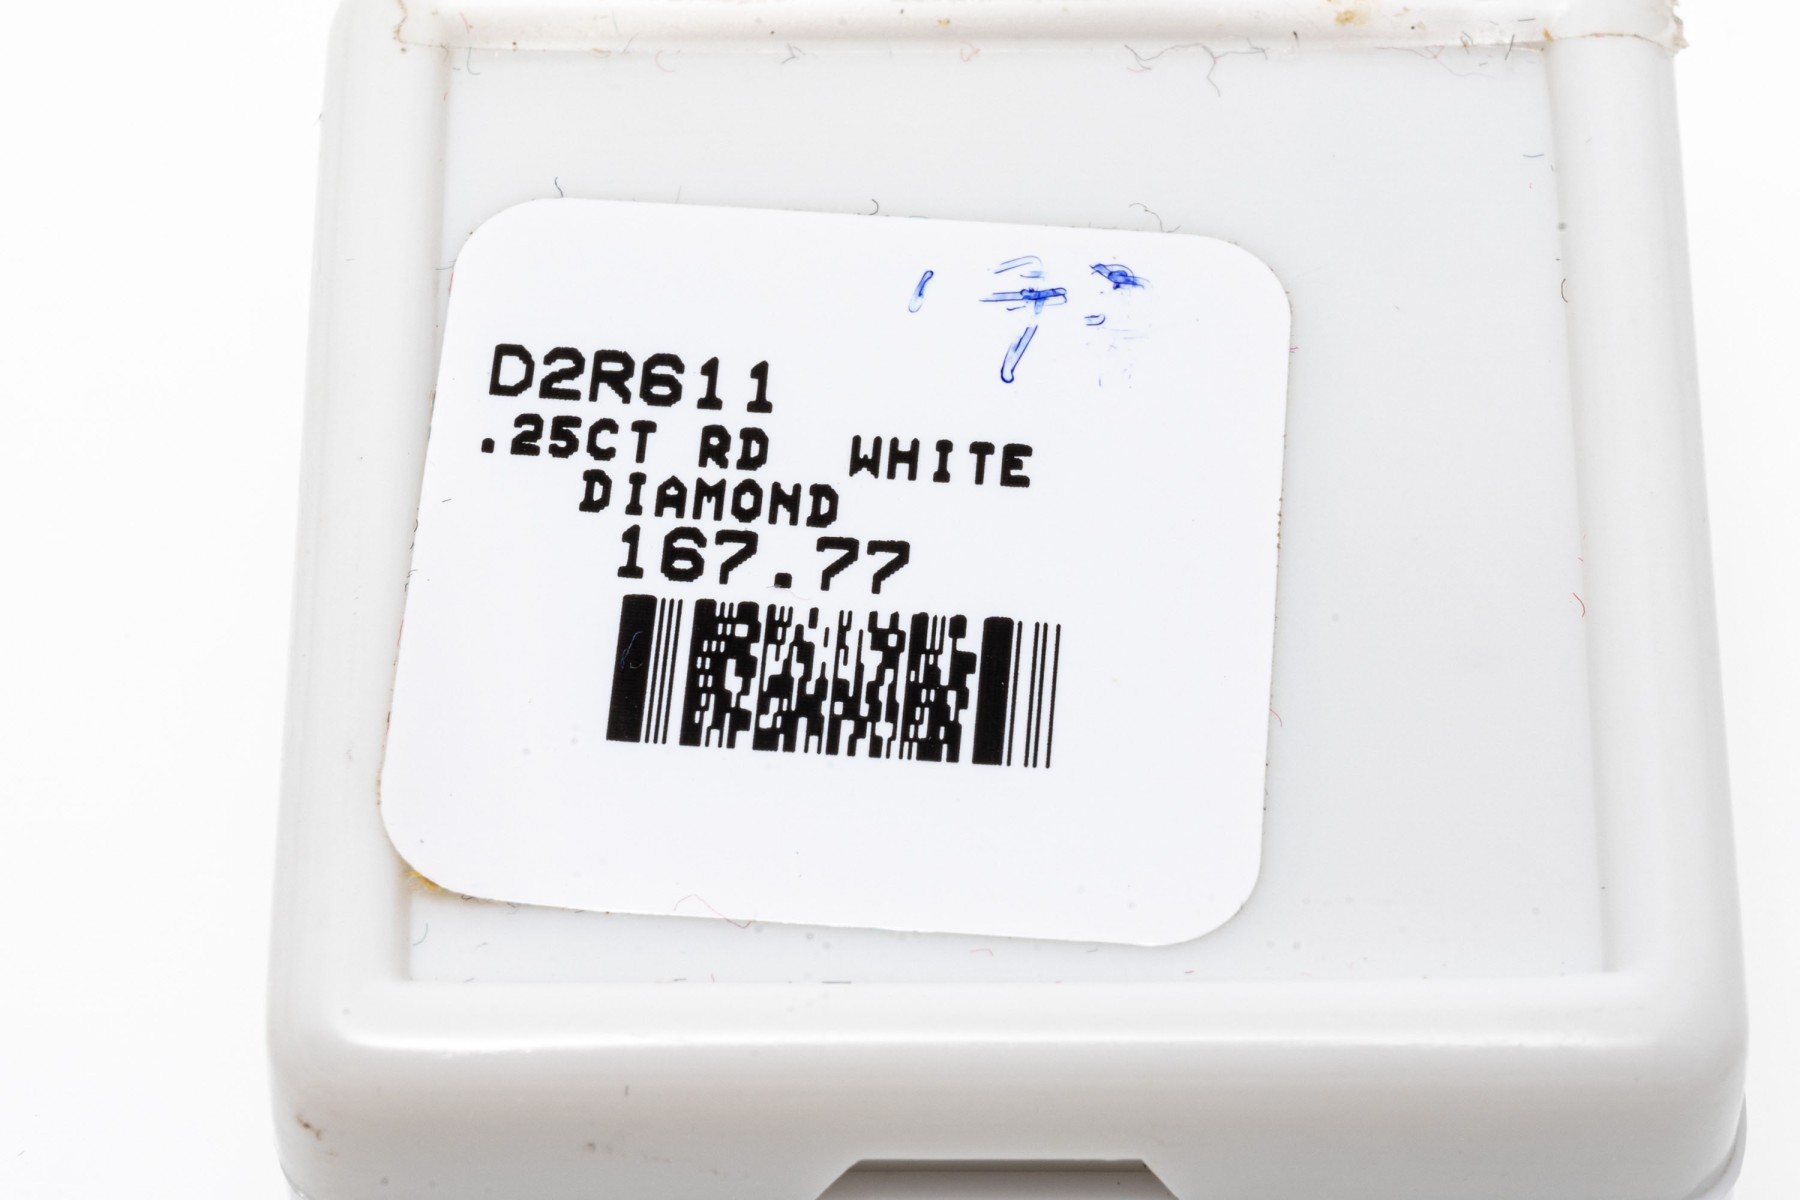 D2R611
.25CT RD WHITE
DIAMOND
167.77